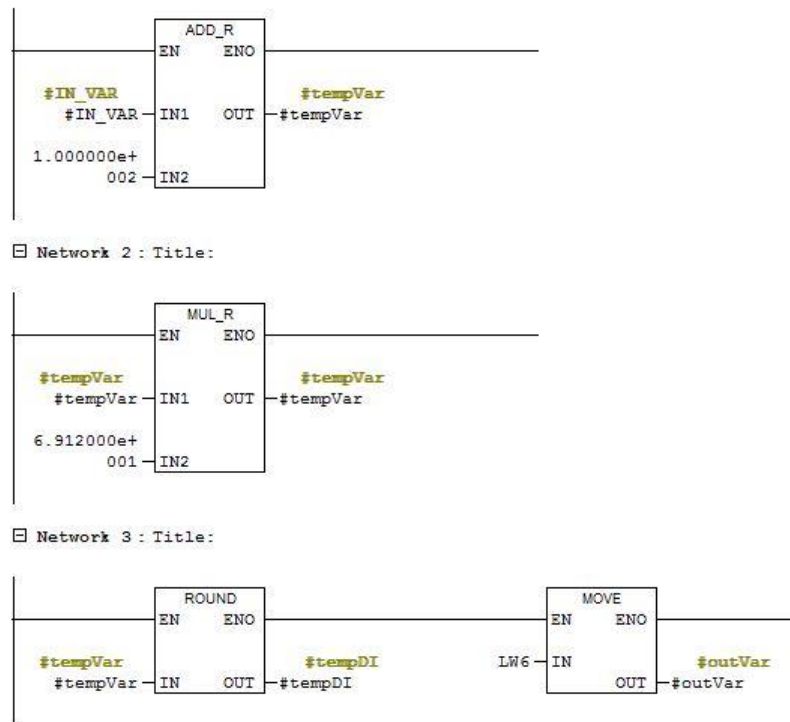 ADD_R
EN ENO
#IN_VAR #tempVar
#IN_VAR IN1 OUT #tempVar
1.000000e+
002 IN2
Network 2 : Title:
MUL_R
EN ENO
#tempVar #tempVar
#tempVar IN1 OUT #tempVar
6.912000e+
001 IN2
Network 3 : Title:
ROUND MOVE
EN ENO EN ENO
#tempVar #tempDI LW6 IN #outVar
#tempVar IN OUT #tempDI OUT #outVar